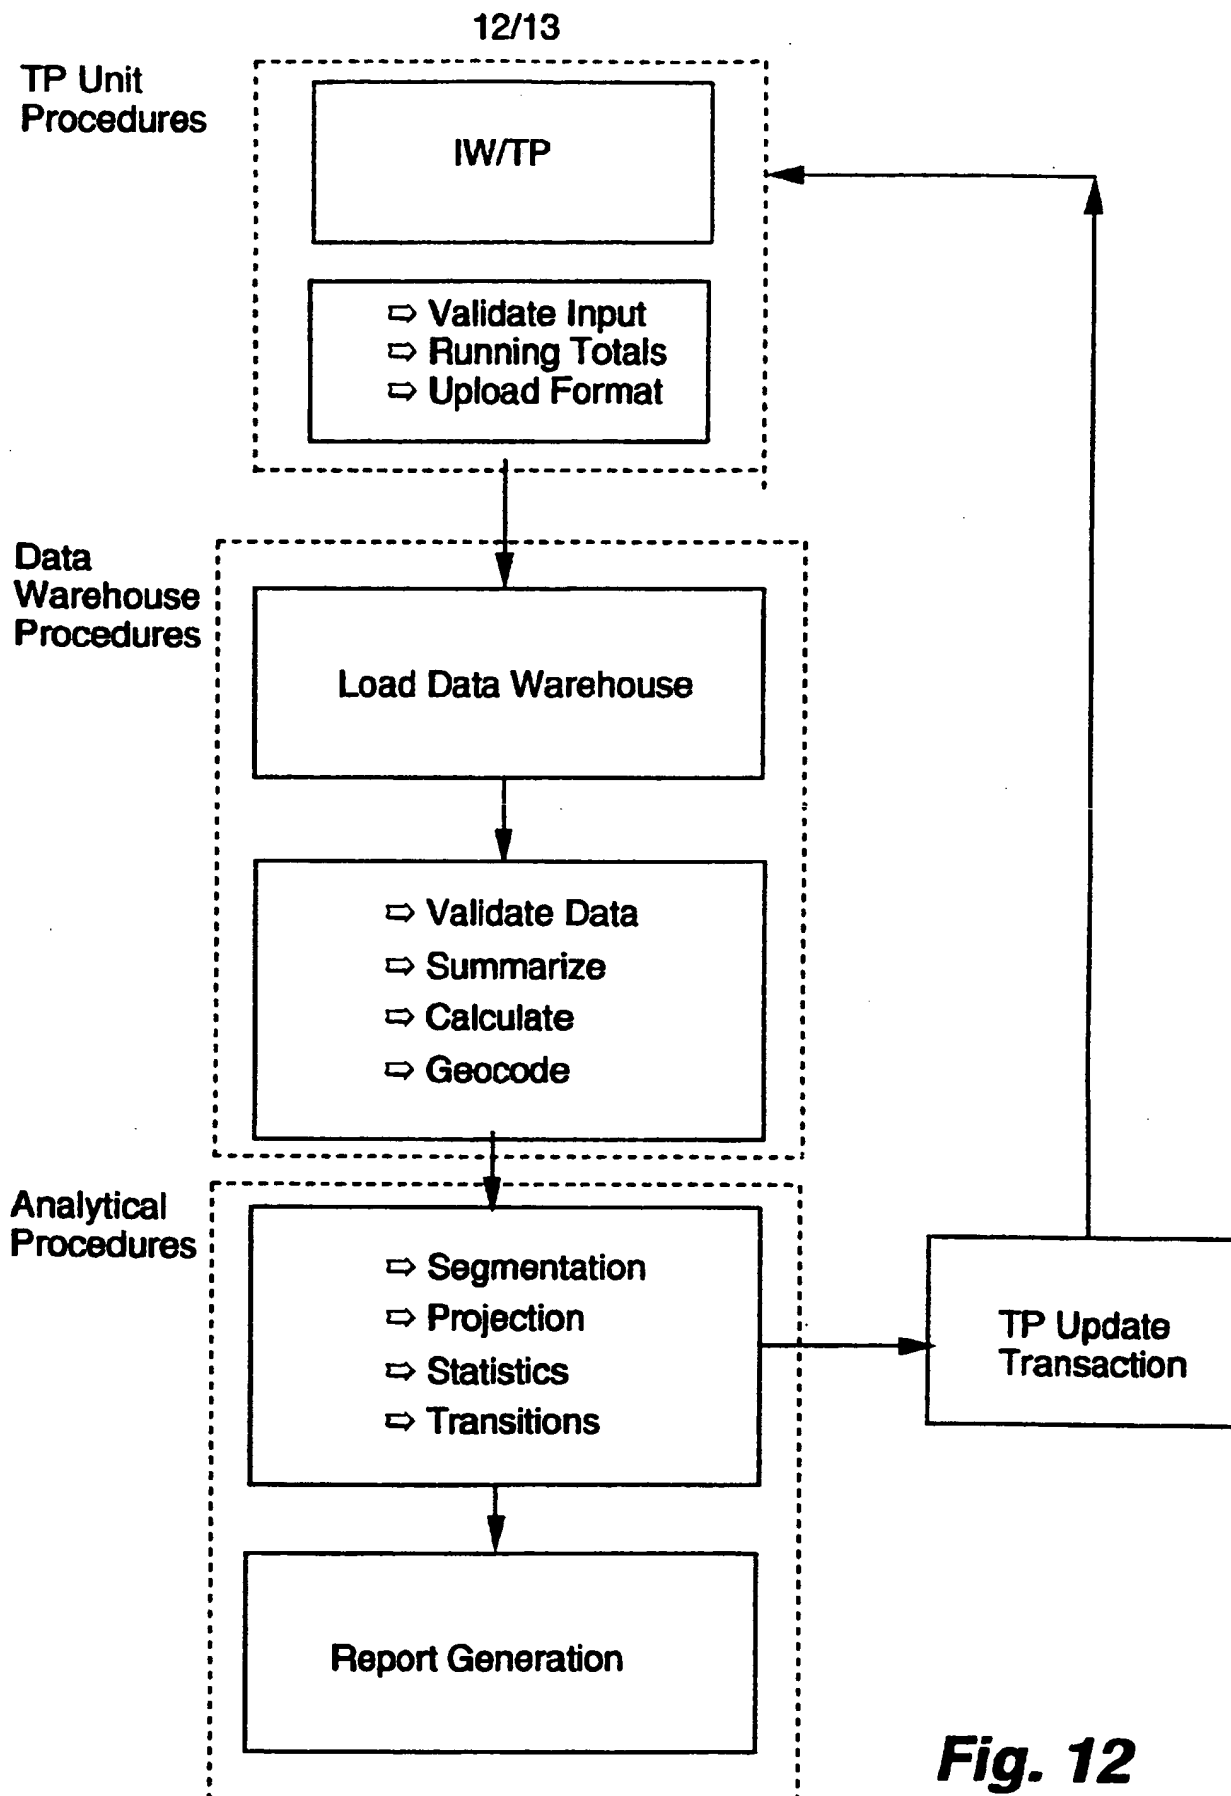 12/13
TP Unit
Procedures
IW/TP
⇨ Validate Input
⇨ Running Totals
⇨ Upload Format
Data
Warehouse
Procedures
Load Data Warehouse
⇨ Validate Data
⇨ Summarize
⇨ Calculate
⇨ Geocode
Analytical
Procedures
⇨ Segmentation
⇨ Projection
⇨ Statistics
⇨ Transitions
TP Update
Transaction
Report Generation
Fig. 12